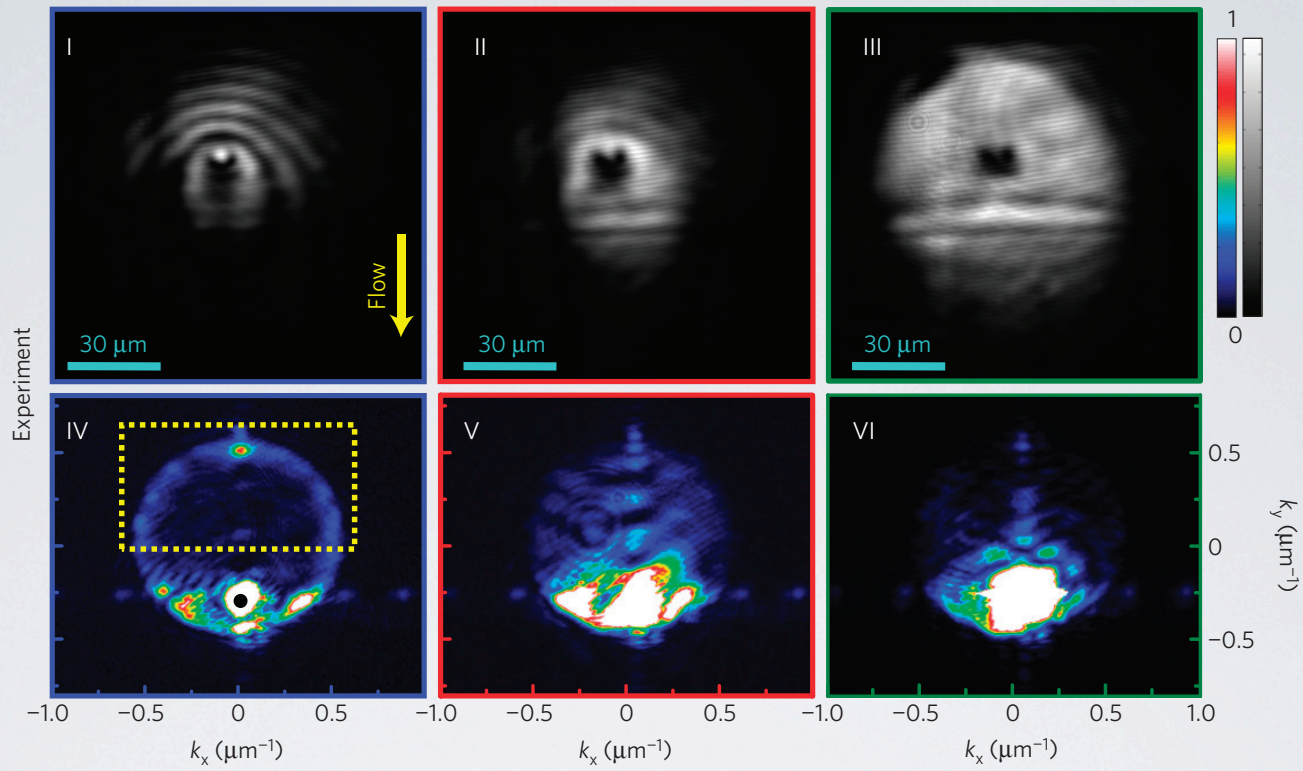 I
II
III
1
Flow
30 μm
30 μm
30 μm
0
Experiment
IV
V
VI
0.5
0
−0.5
k_y (μm⁻¹)
−1.0 −0.5 0 0.5 −1.0 −0.5 0 0.5 −1.0 −0.5 0 0.5 1.0
k_x (μm⁻¹) k_x (μm⁻¹) k_x (μm⁻¹)